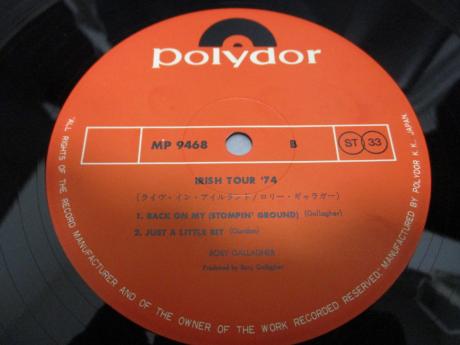 polydor
MP 9468 B ST 33
IRISH TOUR '74
(ライヴ・イン・アイルランド/ロリー・ギャラガー)
1. BACK ON MY (STOMPIN' GROUND) (Gallagher)
2. JUST A LITTLE BIT (Gordon)
RORY GALLAGHER
Produced by Rory Gallagher
"ALL RIGHTS OF THE RECORD MANUFACTURER AND OF THE OWNER OF THE WORK RECORDED RESERVED." MANUFACTURED BY POLYDOR K.K., JAPAN